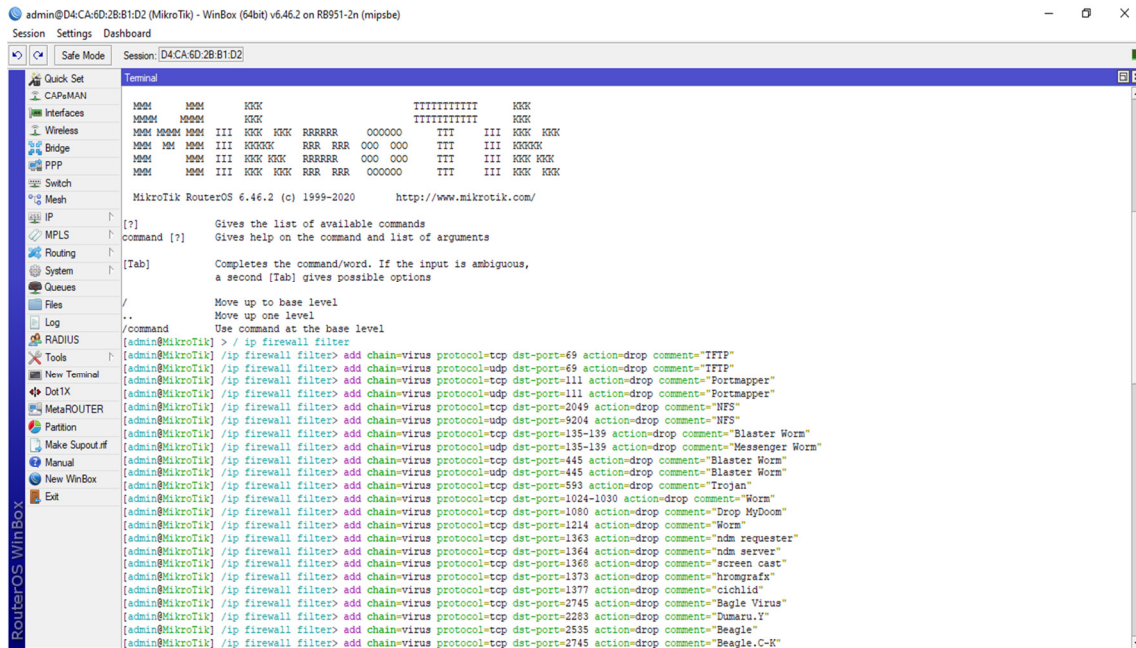 admin@D4:CA:6D:2B:B1:D2 (MikroTik) - WinBox (64bit) v6.46.2 on RB951-2n (mipsbe)
Session Settings Dashboard
Safe Mode Session: D4:CA:6D:2B:B1:D2
Quick Set
CAPsMAN
Interfaces
Wireless
Bridge
PPP
Switch
Mesh
IP
MPLS
Routing
System
Queues
Files
Log
RADIUS
Tools
New Terminal
Dot1X
MetaROUTER
Partition
Make Supout.rif
Manual
New WinBox
Exit
RouterOS WinBox
Terminal
MMM      MMM       KKK                          TTTTTTTTTTT      KKK
MMMM    MMMM       KKK                          TTTTTTTTTTT      KKK
MMM MMMM MMM  III  KKK  KKK  RRRRRR     OOOOOO      TTT     III  KKK  KKK
MMM  MM  MMM  III  KKKKK     RRR  RRR  OOO  OOO     TTT     III  KKKKK
MMM      MMM  III  KKK KKK   RRRRRR    OOO  OOO     TTT     III  KKK KKK
MMM      MMM  III  KKK  KKK  RRR  RRR   OOOOOO      TTT     III  KKK  KKK
MikroTik RouterOS 6.46.2 (c) 1999-2020       http://www.mikrotik.com/
[?]             Gives the list of available commands
command [?]     Gives help on the command and list of arguments
[Tab]           Completes the command/word. If the input is ambiguous,
a second [Tab] gives possible options
/               Move up to base level
..              Move up one level
/command        Use command at the base level
[admin@MikroTik] > / ip firewall filter
[admin@MikroTik] /ip firewall filter> add chain=virus protocol=tcp dst-port=69 action=drop comment="TFTP"
[admin@MikroTik] /ip firewall filter> add chain=virus protocol=udp dst-port=69 action=drop comment="TFTP"
[admin@MikroTik] /ip firewall filter> add chain=virus protocol=tcp dst-port=111 action=drop comment="Portmapper"
[admin@MikroTik] /ip firewall filter> add chain=virus protocol=udp dst-port=111 action=drop comment="Portmapper"
[admin@MikroTik] /ip firewall filter> add chain=virus protocol=tcp dst-port=2049 action=drop comment="NFS"
[admin@MikroTik] /ip firewall filter> add chain=virus protocol=udp dst-port=9204 action=drop comment="NFS"
[admin@MikroTik] /ip firewall filter> add chain=virus protocol=tcp dst-port=135-139 action=drop comment="Blaster Worm"
[admin@MikroTik] /ip firewall filter> add chain=virus protocol=udp dst-port=135-139 action=drop comment="Messenger Worm"
[admin@MikroTik] /ip firewall filter> add chain=virus protocol=tcp dst-port=445 action=drop comment="Blaster Worm"
[admin@MikroTik] /ip firewall filter> add chain=virus protocol=udp dst-port=445 action=drop comment="Blaster Worm"
[admin@MikroTik] /ip firewall filter> add chain=virus protocol=tcp dst-port=593 action=drop comment="Trojan"
[admin@MikroTik] /ip firewall filter> add chain=virus protocol=tcp dst-port=1024-1030 action=drop comment="Worm"
[admin@MikroTik] /ip firewall filter> add chain=virus protocol=tcp dst-port=1080 action=drop comment="Drop MyDoom"
[admin@MikroTik] /ip firewall filter> add chain=virus protocol=tcp dst-port=1214 action=drop comment="Worm"
[admin@MikroTik] /ip firewall filter> add chain=virus protocol=tcp dst-port=1363 action=drop comment="ndm requester"
[admin@MikroTik] /ip firewall filter> add chain=virus protocol=tcp dst-port=1364 action=drop comment="ndm server"
[admin@MikroTik] /ip firewall filter> add chain=virus protocol=tcp dst-port=1368 action=drop comment="screen cast"
[admin@MikroTik] /ip firewall filter> add chain=virus protocol=tcp dst-port=1373 action=drop comment="hromgrafx"
[admin@MikroTik] /ip firewall filter> add chain=virus protocol=tcp dst-port=1377 action=drop comment="cichlid"
[admin@MikroTik] /ip firewall filter> add chain=virus protocol=tcp dst-port=2745 action=drop comment="Bagle Virus"
[admin@MikroTik] /ip firewall filter> add chain=virus protocol=tcp dst-port=2283 action=drop comment="Dumaru.Y"
[admin@MikroTik] /ip firewall filter> add chain=virus protocol=tcp dst-port=2535 action=drop comment="Beagle"
[admin@MikroTik] /ip firewall filter> add chain=virus protocol=tcp dst-port=2745 action=drop comment="Beagle.C-K"